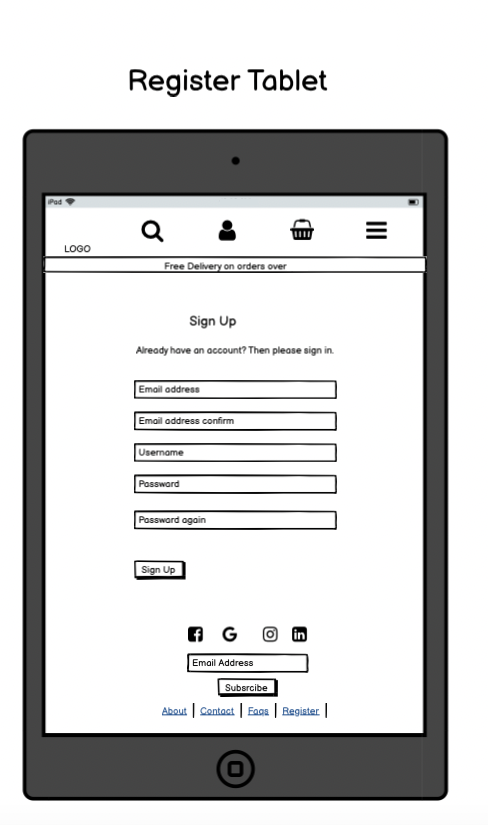 Register Tablet
iPad
LOGO
Free Delivery on orders over
Sign Up
Already have an account? Then please sign in.
Email address
Email address confirm
Username
Password
Password again
Sign Up
Email Address
Subsrcibe
About | Contact | Faqs | Register |